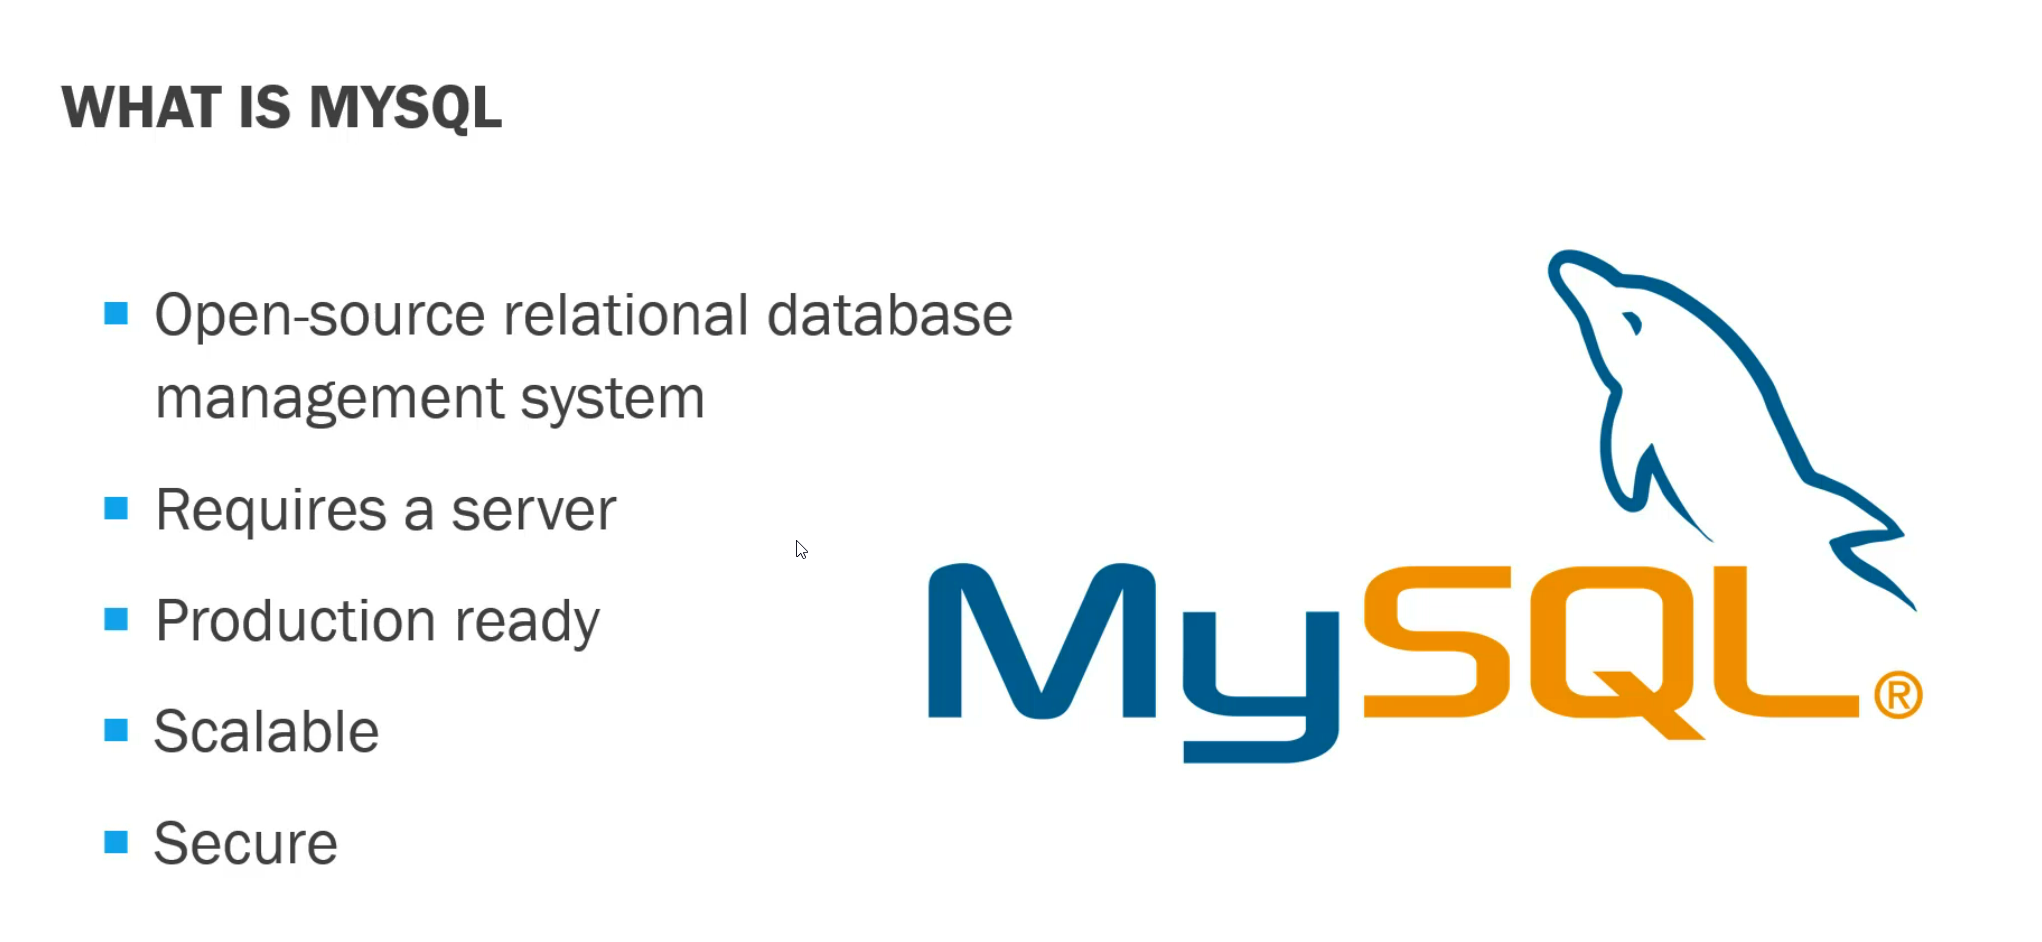 WHAT IS MYSQL
Open-source relational database
management system
Requires a server
Production ready
Scalable
Secure
MySQL®